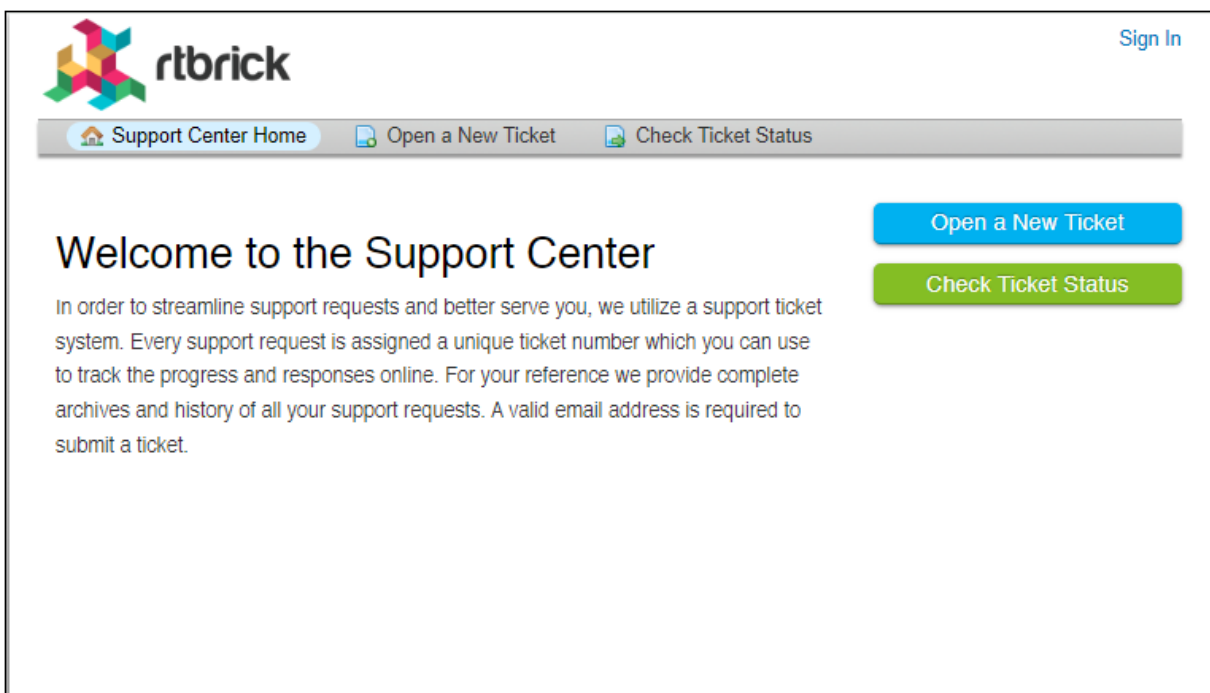 rtbrick
Sign In
Support Center Home
Open a New Ticket
Check Ticket Status
Welcome to the Support Center
In order to streamline support requests and better serve you, we utilize a support ticket
system. Every support request is assigned a unique ticket number which you can use
to track the progress and responses online. For your reference we provide complete
archives and history of all your support requests. A valid email address is required to
submit a ticket.
Open a New Ticket
Check Ticket Status